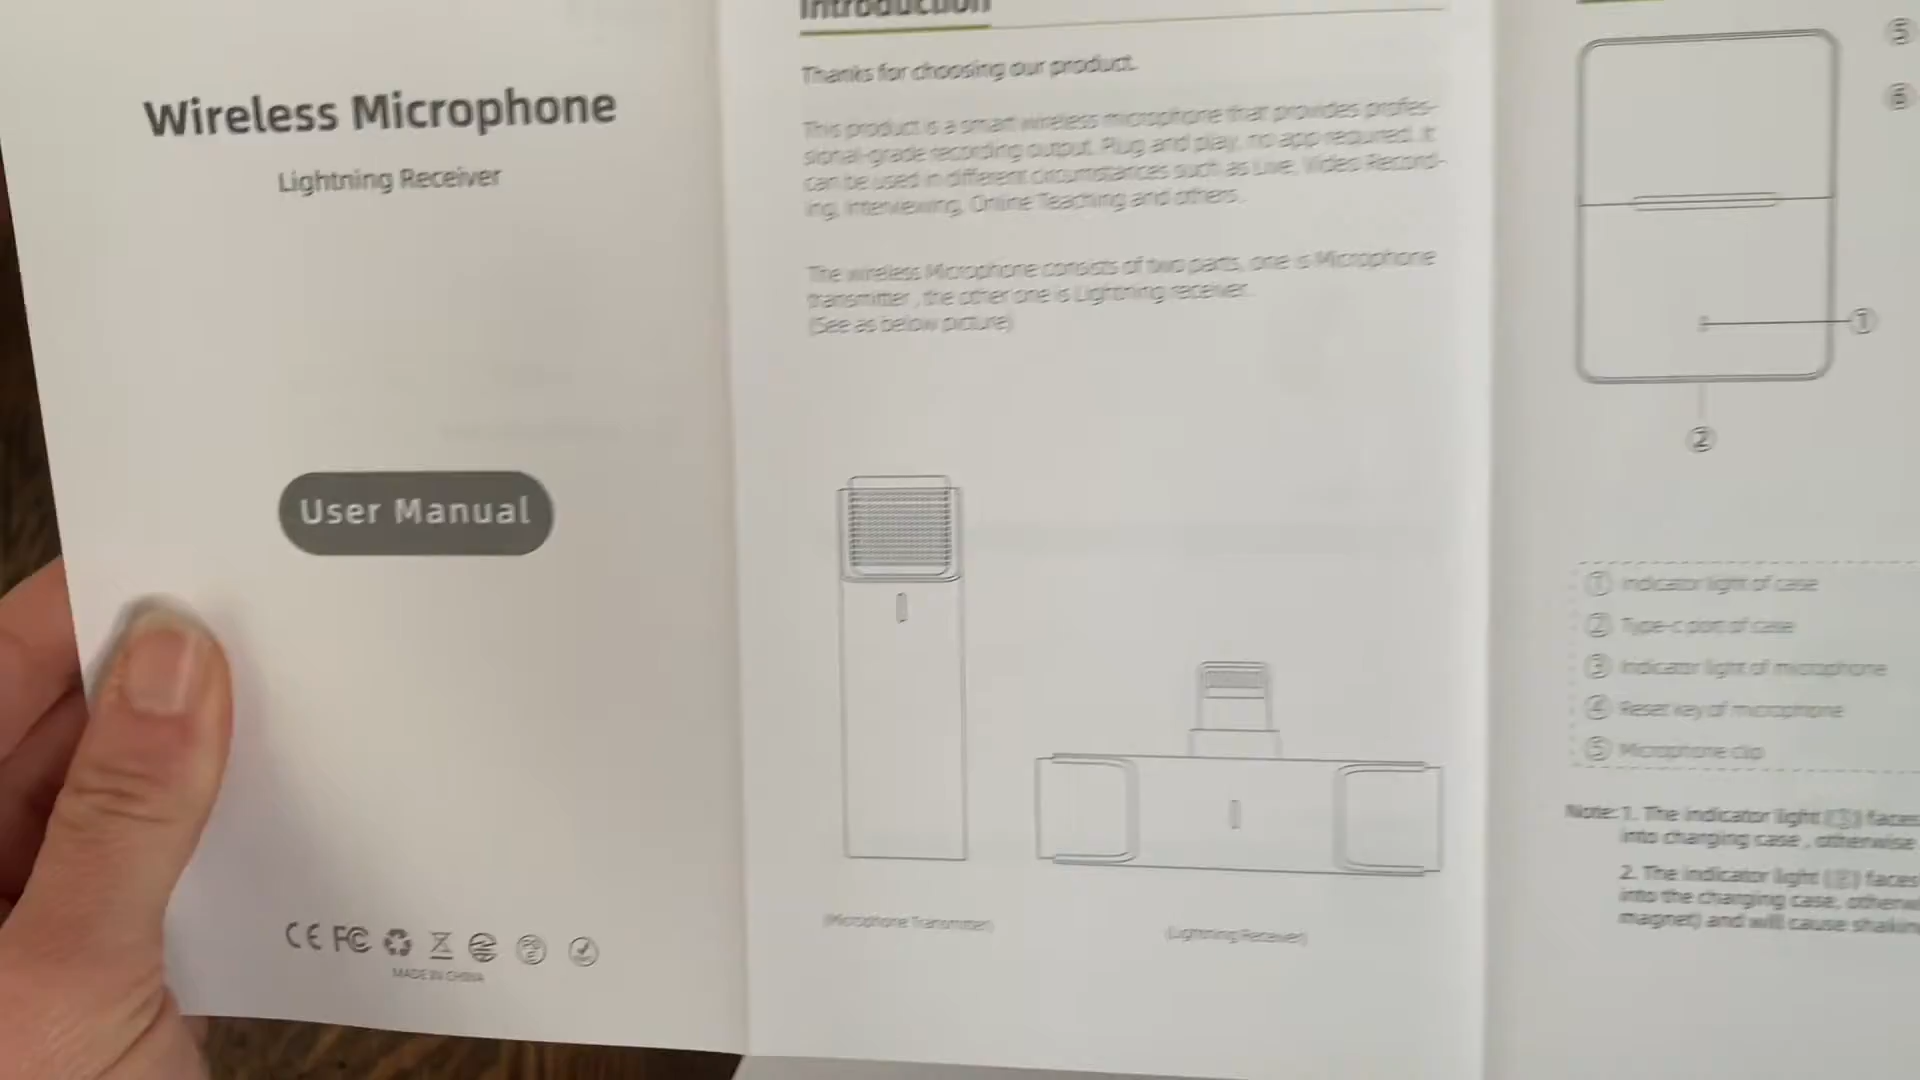 Wireless Microphone
Lightning Receiver
User Manual
CE FC
MADE IN CHINA
Introduction
Thanks for choosing our product.
This product is a smart wireless microphone that provides profes-
sional-grade recording output. Plug and play, no app required. It
can be used in different circumstances such as Live, Video Record-
ing, Interviewing, Online Teaching and others.
The wireless Microphone consists of two parts, one is Microphone
transmitter , the other one is Lightning receiver.
(See as below picture)
(Microphone Transmitter)
(Lightning Receiver)
⑤
⑥
①
②
① Indicator light of case
② Type-c port of case
③ Indicator light of microphone
④ Reset key of microphone
⑤ Microphone clip
Note: 1. The indicator light faces
into charging case , otherwise
2. The indicator light faces
into the charging case,
magnet) and will cause